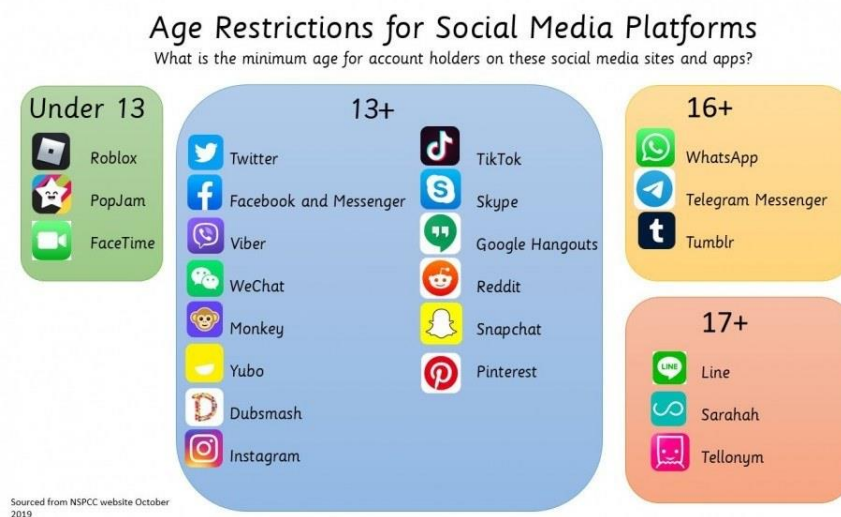 Age Restrictions for Social Media Platforms
What is the minimum age for account holders on these social media sites and apps?
Under 13
Roblox
PopJam
FaceTime
13+
Twitter
Facebook and Messenger
Viber
WeChat
Monkey
Yubo
Dubsmash
Instagram
TikTok
Skype
Google Hangouts
Reddit
Snapchat
Pinterest
16+
WhatsApp
Telegram Messenger
Tumblr
17+
LINE
Line
Sarahah
Tellonym
Sourced from NSPCC website October
2019